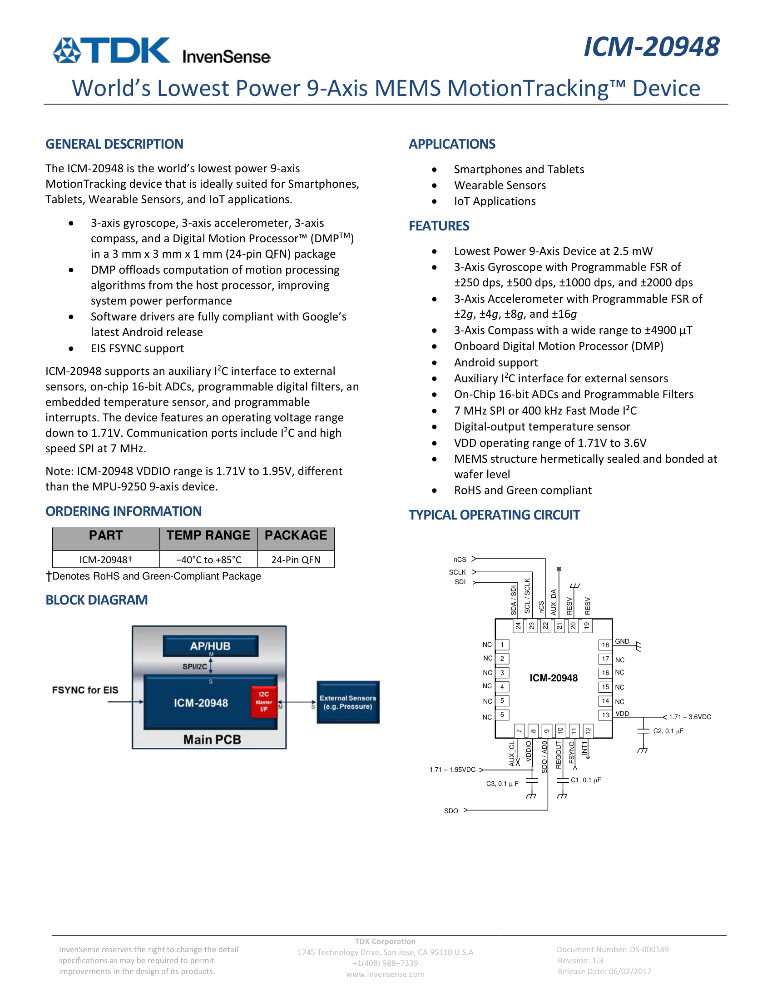 TDK InvenSense
ICM-20948
World's Lowest Power 9-Axis MEMS MotionTracking™ Device
GENERAL DESCRIPTION
The ICM-20948 is the world's lowest power 9-axis
MotionTracking device that is ideally suited for Smartphones,
Tablets, Wearable Sensors, and IoT applications.
• 3-axis gyroscope, 3-axis accelerometer, 3-axis
compass, and a Digital Motion Processor™ (DMP™)
in a 3 mm x 3 mm x 1 mm (24-pin QFN) package
• DMP offloads computation of motion processing
algorithms from the host processor, improving
system power performance
• Software drivers are fully compliant with Google's
latest Android release
• EIS FSYNC support
ICM-20948 supports an auxiliary I²C interface to external
sensors, on-chip 16-bit ADCs, programmable digital filters, an
embedded temperature sensor, and programmable
interrupts. The device features an operating voltage range
down to 1.71V. Communication ports include I²C and high
speed SPI at 7 MHz.
Note: ICM-20948 VDDIO range is 1.71V to 1.95V, different
than the MPU-9250 9-axis device.
ORDERING INFORMATION
PART TEMP RANGE PACKAGE
ICM-20948† −40°C to +85°C 24-Pin QFN
†Denotes RoHS and Green-Compliant Package
BLOCK DIAGRAM
AP/HUB
M
SPI/I2C
S
FSYNC for EIS
ICM-20948
I2C
Master
I/F
M
S
External Sensors
(e.g. Pressure)
Main PCB
APPLICATIONS
• Smartphones and Tablets
• Wearable Sensors
• IoT Applications
FEATURES
• Lowest Power 9-Axis Device at 2.5 mW
• 3-Axis Gyroscope with Programmable FSR of
±250 dps, ±500 dps, ±1000 dps, and ±2000 dps
• 3-Axis Accelerometer with Programmable FSR of
±2g, ±4g, ±8g, and ±16g
• 3-Axis Compass with a wide range to ±4900 µT
• Onboard Digital Motion Processor (DMP)
• Android support
• Auxiliary I²C interface for external sensors
• On-Chip 16-bit ADCs and Programmable Filters
• 7 MHz SPI or 400 kHz Fast Mode I²C
• Digital-output temperature sensor
• VDD operating range of 1.71V to 3.6V
• MEMS structure hermetically sealed and bonded at
wafer level
• RoHS and Green compliant
TYPICAL OPERATING CIRCUIT
nCS
SCLK
SDI
SDA / SDI
SCL / SCLK
nCS
AUX_DA
RESV
RESV
24 23 22 21 20 19
NC 1
NC 2
NC 3
NC 4
NC 5
NC 6
ICM-20948
18 GND
17 NC
16 NC
15 NC
14 NC
13 VDD
1.71 – 3.6VDC
C2, 0.1 µF
7 8 9 10 11 12
AUX_CL
VDDIO
SDO / AD0
REGOUT
FSYNC
INT1
1.71 – 1.95VDC
C3, 0.1 µ F
C1, 0.1 µF
SDO
InvenSense reserves the right to change the detail
specifications as may be required to permit
improvements in the design of its products.
TDK Corporation
1745 Technology Drive, San Jose, CA 95110 U.S.A
+1(408) 988–7339
www.invensense.com
Document Number: DS-000189
Revision: 1.3
Release Date: 06/02/2017